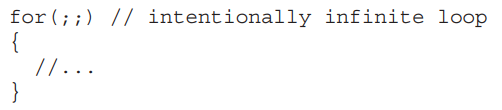 for(;;) // intentionally infinite loop
{
  //...
}